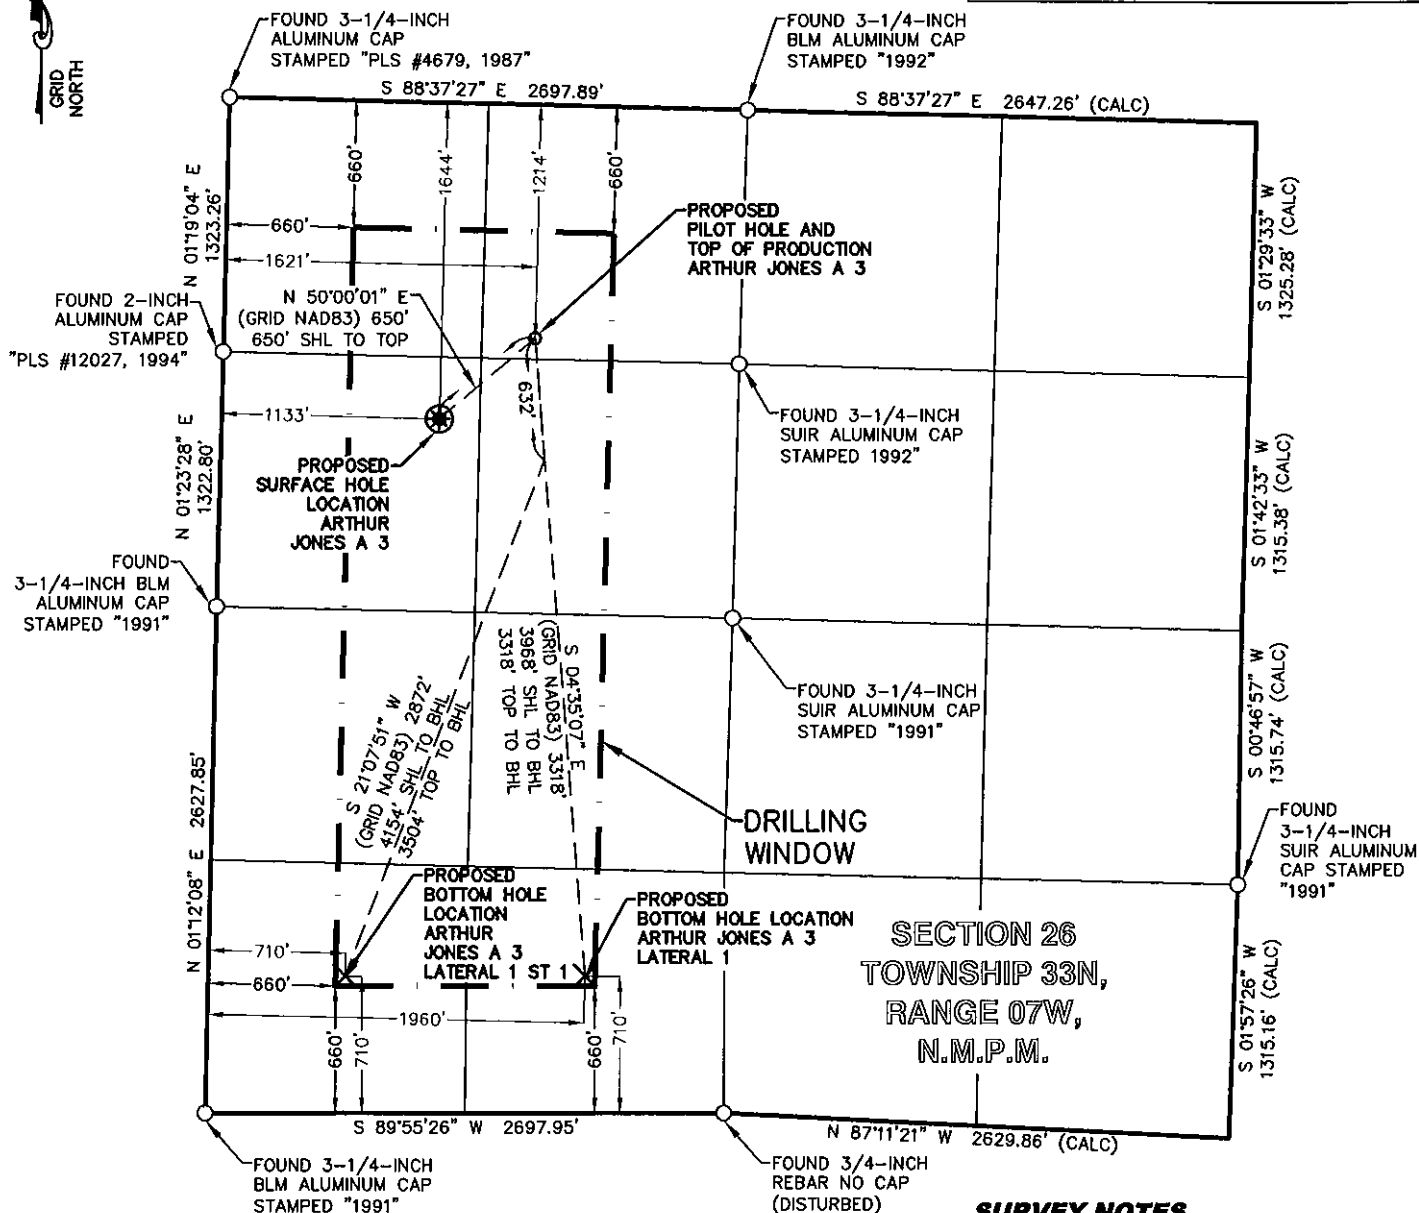 GRID
NORTH
FOUND 3-1/4-INCH
ALUMINUM CAP
STAMPED "PLS #4679, 1987"
FOUND 3-1/4-INCH
BLM ALUMINUM CAP
STAMPED "1992"
S 88°37'27" E 2697.89'
S 88°37'27" E 2647.26' (CALC)
660'
1644'
1214'
660'
N 01°19'04" E
1323.26'
S 01°29'33" W
1325.28' (CALC)
660'
1621'
PROPOSED
PILOT HOLE AND
TOP OF PRODUCTION
ARTHUR JONES A 3
N 50°00'01" E
(GRID NAD83) 650'
650' SHL TO TOP
FOUND 2-INCH
ALUMINUM CAP
STAMPED
"PLS #12027, 1994"
632'
1133'
FOUND 3-1/4-INCH
SUIR ALUMINUM CAP
STAMPED 1992"
N 01°23'28" E
1322.80'
S 01°42'33" W
1315.38' (CALC)
PROPOSED
SURFACE HOLE
LOCATION
ARTHUR
JONES A 3
FOUND
3-1/4-INCH BLM
ALUMINUM CAP
STAMPED "1991"
S 21°07'51" W
(GRID NAD83) 2872'
4154' SHL TO BHL
3504' TOP TO BHL
S 04°35'07" E
(GRID NAD83) 3318'
3968' SHL TO BHL
3318' TOP TO BHL
FOUND 3-1/4-INCH
SUIR ALUMINUM CAP
STAMPED "1991"
S 00°46'57" W
1315.74' (CALC)
N 01°12'08" E 2627.85'
DRILLING
WINDOW
FOUND
3-1/4-INCH
SUIR ALUMINUM
CAP STAMPED
"1991"
PROPOSED
BOTTOM HOLE
LOCATION
ARTHUR
JONES A 3
LATERAL 1 ST 1
PROPOSED
BOTTOM HOLE LOCATION
ARTHUR JONES A 3
LATERAL 1
SECTION 26
TOWNSHIP 33N,
RANGE 07W,
N.M.P.M.
710'
660'
1960'
660'
710'
660'
710'
S 01°57'26" W
1315.16' (CALC)
S 89°55'26" W 2697.95'
N 87°11'21" W 2629.86' (CALC)
FOUND 3-1/4-INCH
BLM ALUMINUM CAP
STAMPED "1991"
FOUND 3/4-INCH
REBAR NO CAP
(DISTURBED)
SURVEY NOTES